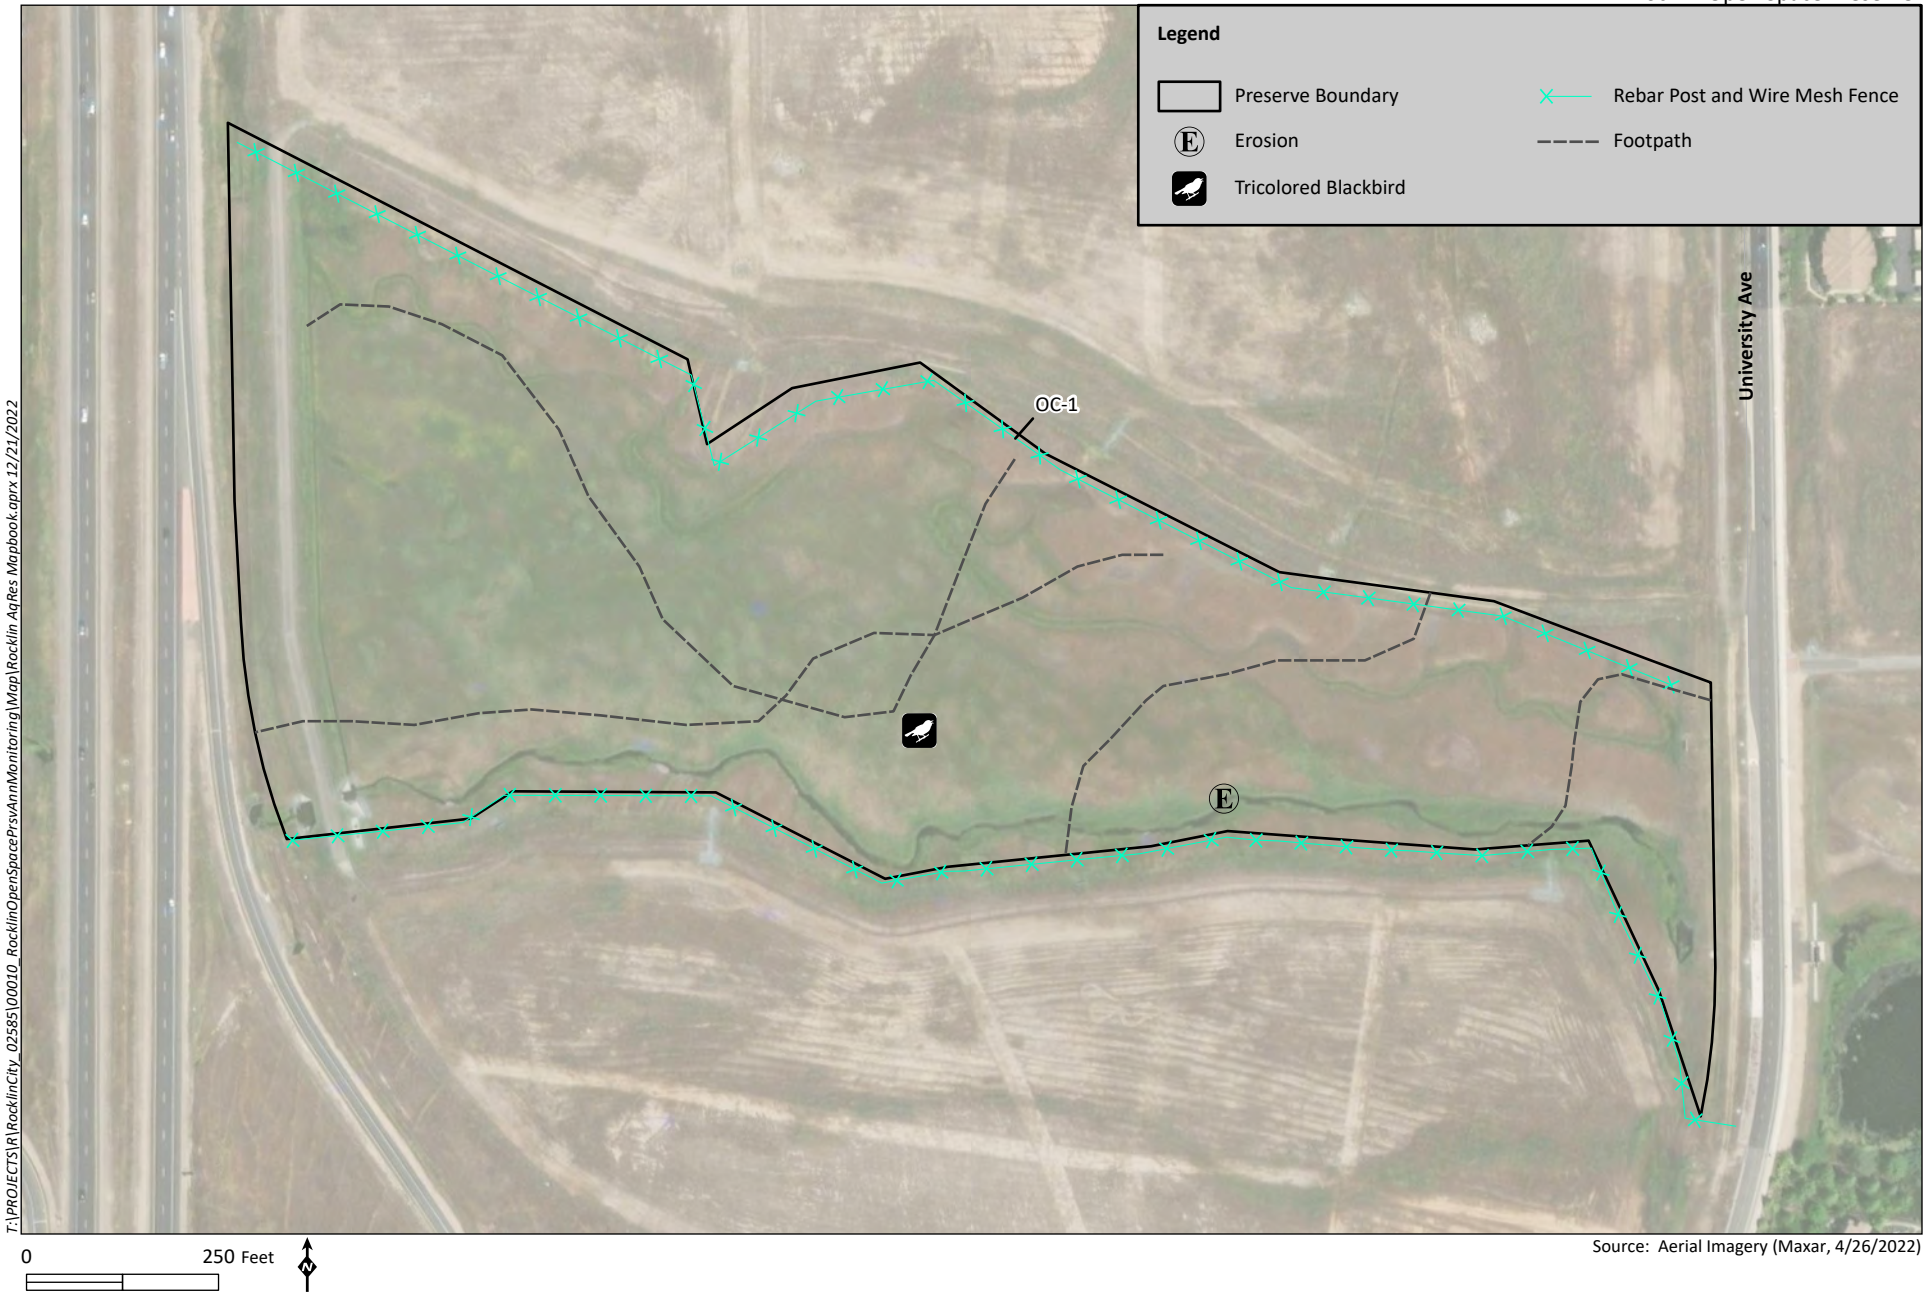 Legend
Preserve Boundary
Rebar Post and Wire Mesh Fence
E Erosion
Footpath
Tricolored Blackbird
University Ave
OC-1
E
T:\PROJECTS\R\RocklinCity_02585\00010_RocklinOpenSpacePrsvAnnMonitoring\Map\Rocklin AqRes Mapbook.aprx 12/21/2022
0 250 Feet
N
Source: Aerial Imagery (Maxar, 4/26/2022)